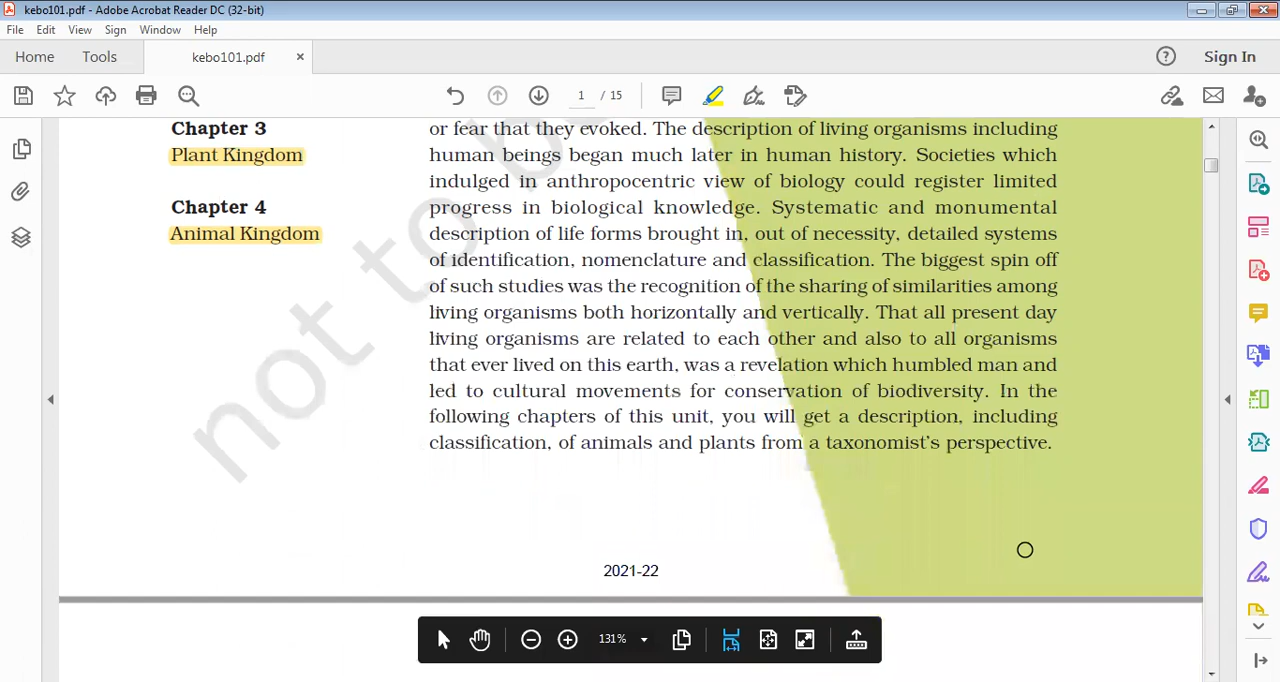 kebo101.pdf - Adobe Acrobat Reader DC (32-bit)
File Edit View Sign Window Help
Home Tools kebo101.pdf × Sign In
1 / 15
Chapter 3
Plant Kingdom
Chapter 4
Animal Kingdom
or fear that they evoked. The description of living organisms including
human beings began much later in human history. Societies which
indulged in anthropocentric view of biology could register limited
progress in biological knowledge. Systematic and monumental
description of life forms brought in, out of necessity, detailed systems
of identification, nomenclature and classification. The biggest spin off
of such studies was the recognition of the sharing of similarities among
living organisms both horizontally and vertically. That all present day
living organisms are related to each other and also to all organisms
that ever lived on this earth, was a revelation which humbled man and
led to cultural movements for conservation of biodiversity. In the
following chapters of this unit, you will get a description, including
classification, of animals and plants from a taxonomist's perspective.
not to b
2021-22
131%